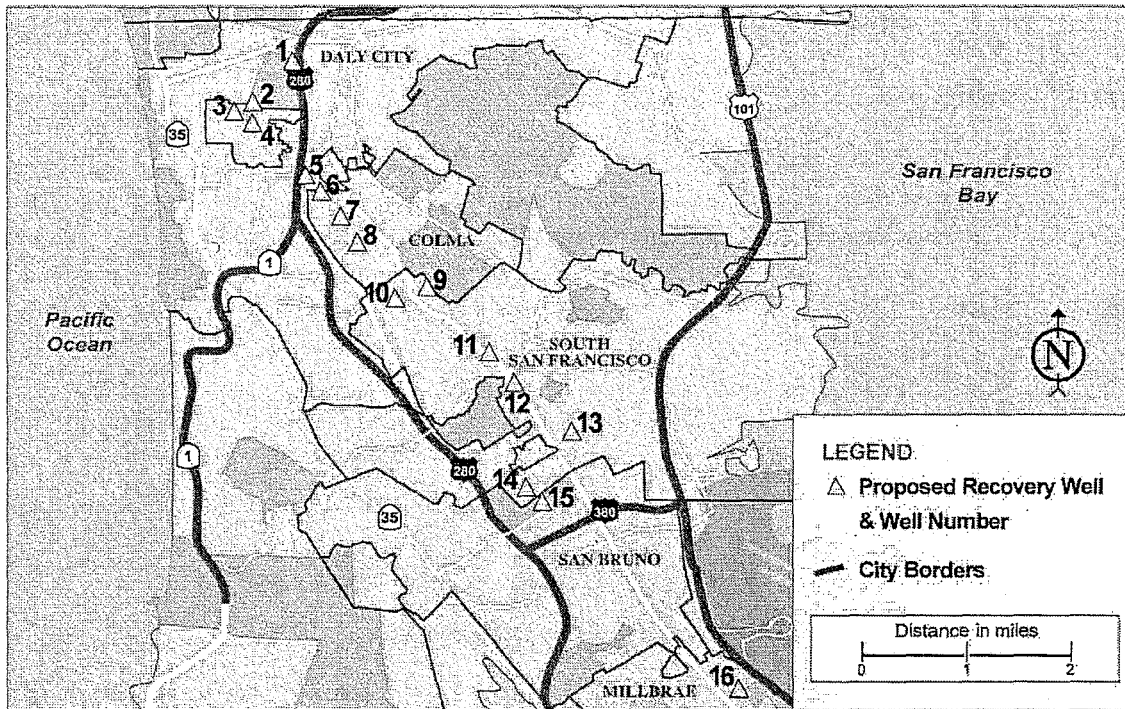 1
DALY CITY
280
101
2
3
4
35
San Francisco
Bay
5
6
7
COLMA
8
1
9
10
Pacific
Ocean
11
SOUTH
SAN FRANCISCO
N
12
13
1
280
14
15
380
35
SAN BRUNO
MILLBRAE
16
LEGEND
Proposed Recovery Well
& Well Number
City Borders
Distance in miles
0 1 2